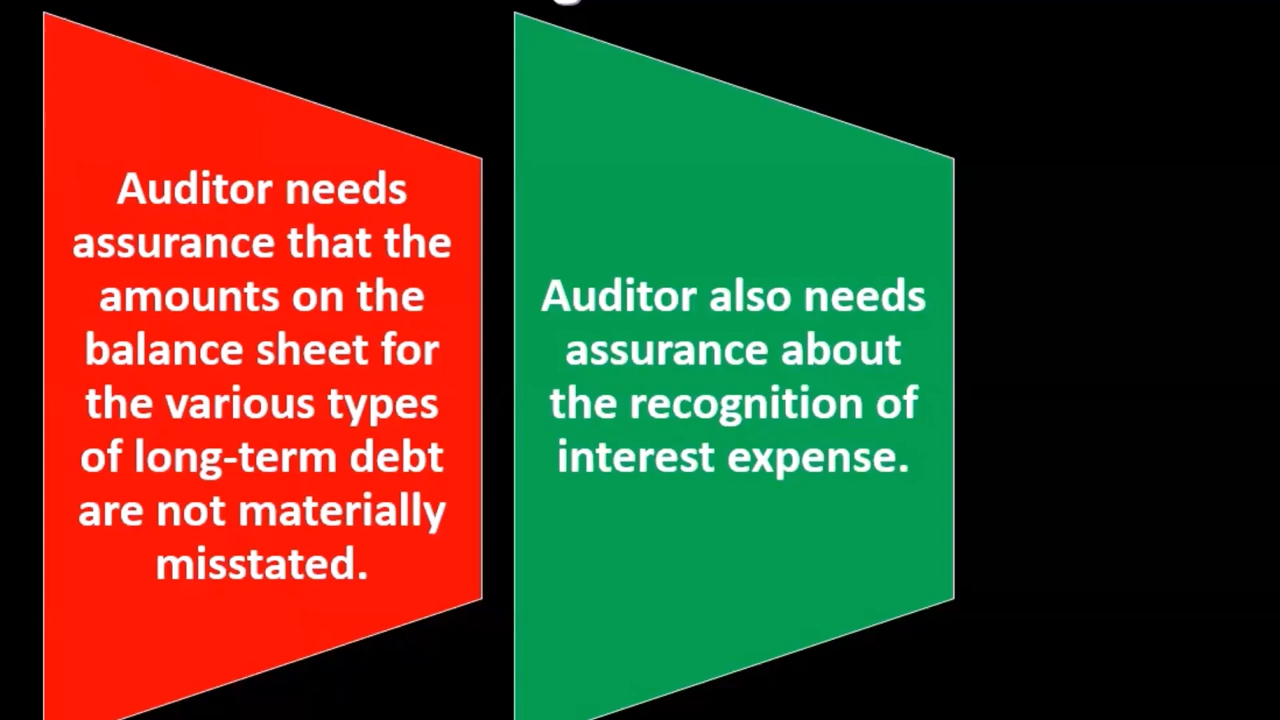 Auditor needs
assurance that the
amounts on the
balance sheet for
the various types
of long-term debt
are not materially
misstated.
Auditor also needs
assurance about
the recognition of
interest expense.